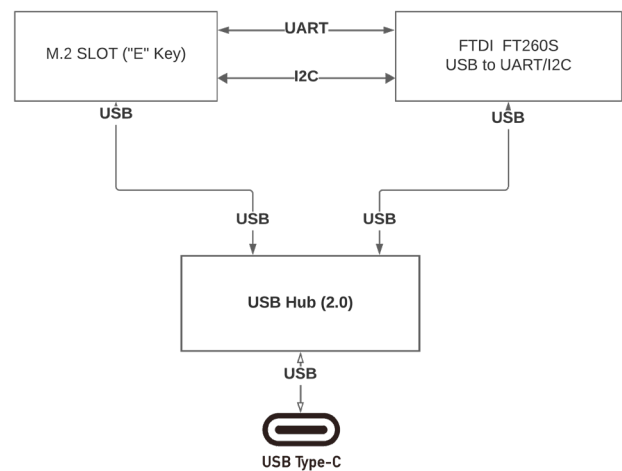 UART
M.2 SLOT ("E" Key)
FTDI FT260S
USB to UART/I2C
I2C
USB
USB
USB
USB
USB Hub (2.0)
USB
USB Type-C